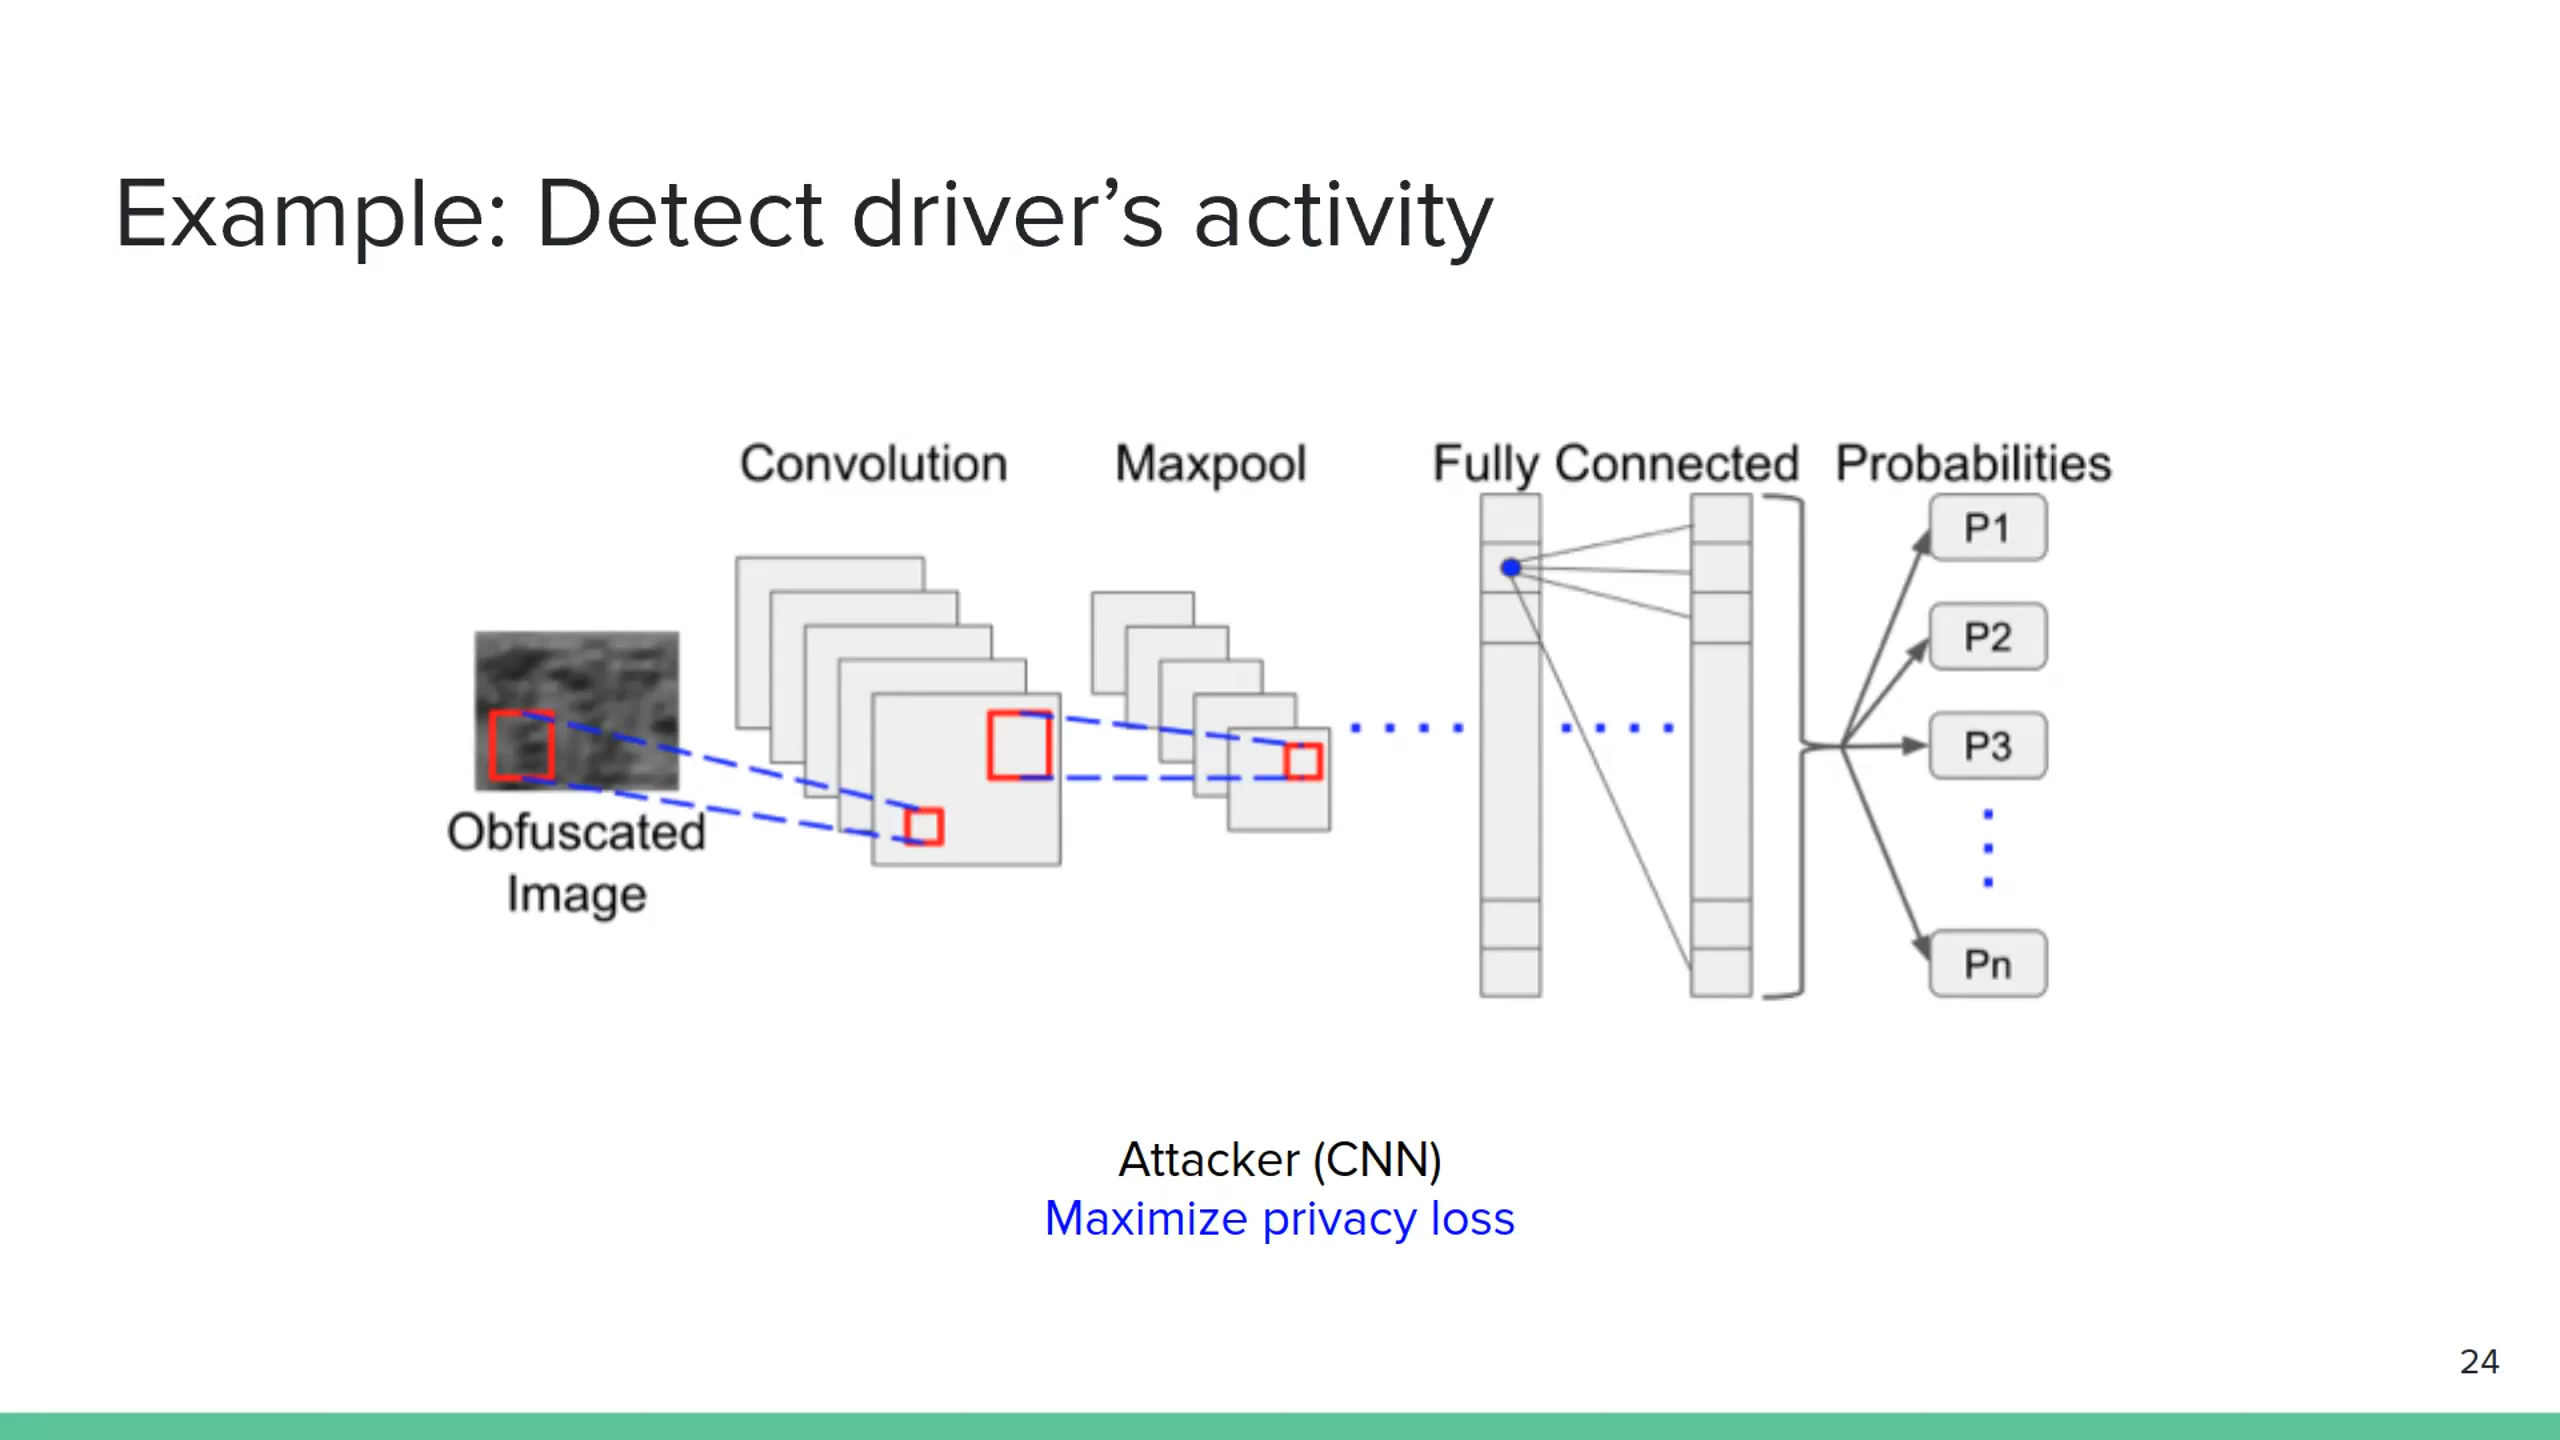 Example: Detect driver’s activity
Convolution
Maxpool
Fully Connected
Probabilities
P1
P2
P3
Pn
Obfuscated
Image
Attacker (CNN)
Maximize privacy loss
24